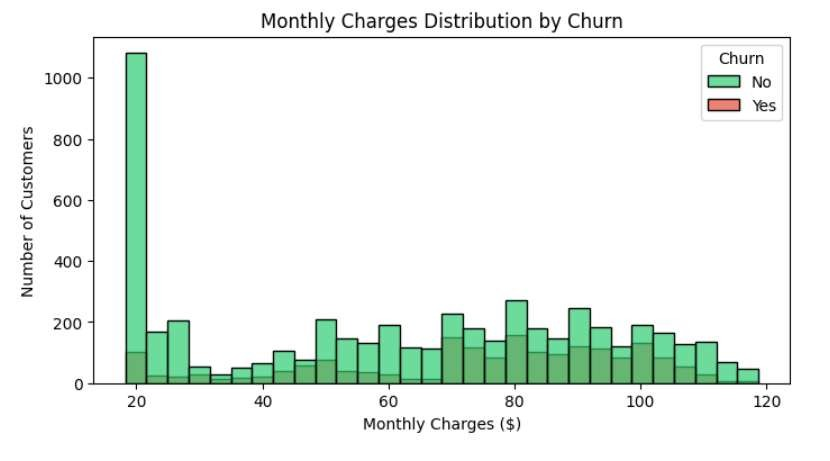 Monthly Charges Distribution by Churn
Churn
No
Yes
1000
800
600
400
200
0
Number of Customers
20 40 60 80 100 120
Monthly Charges ($)